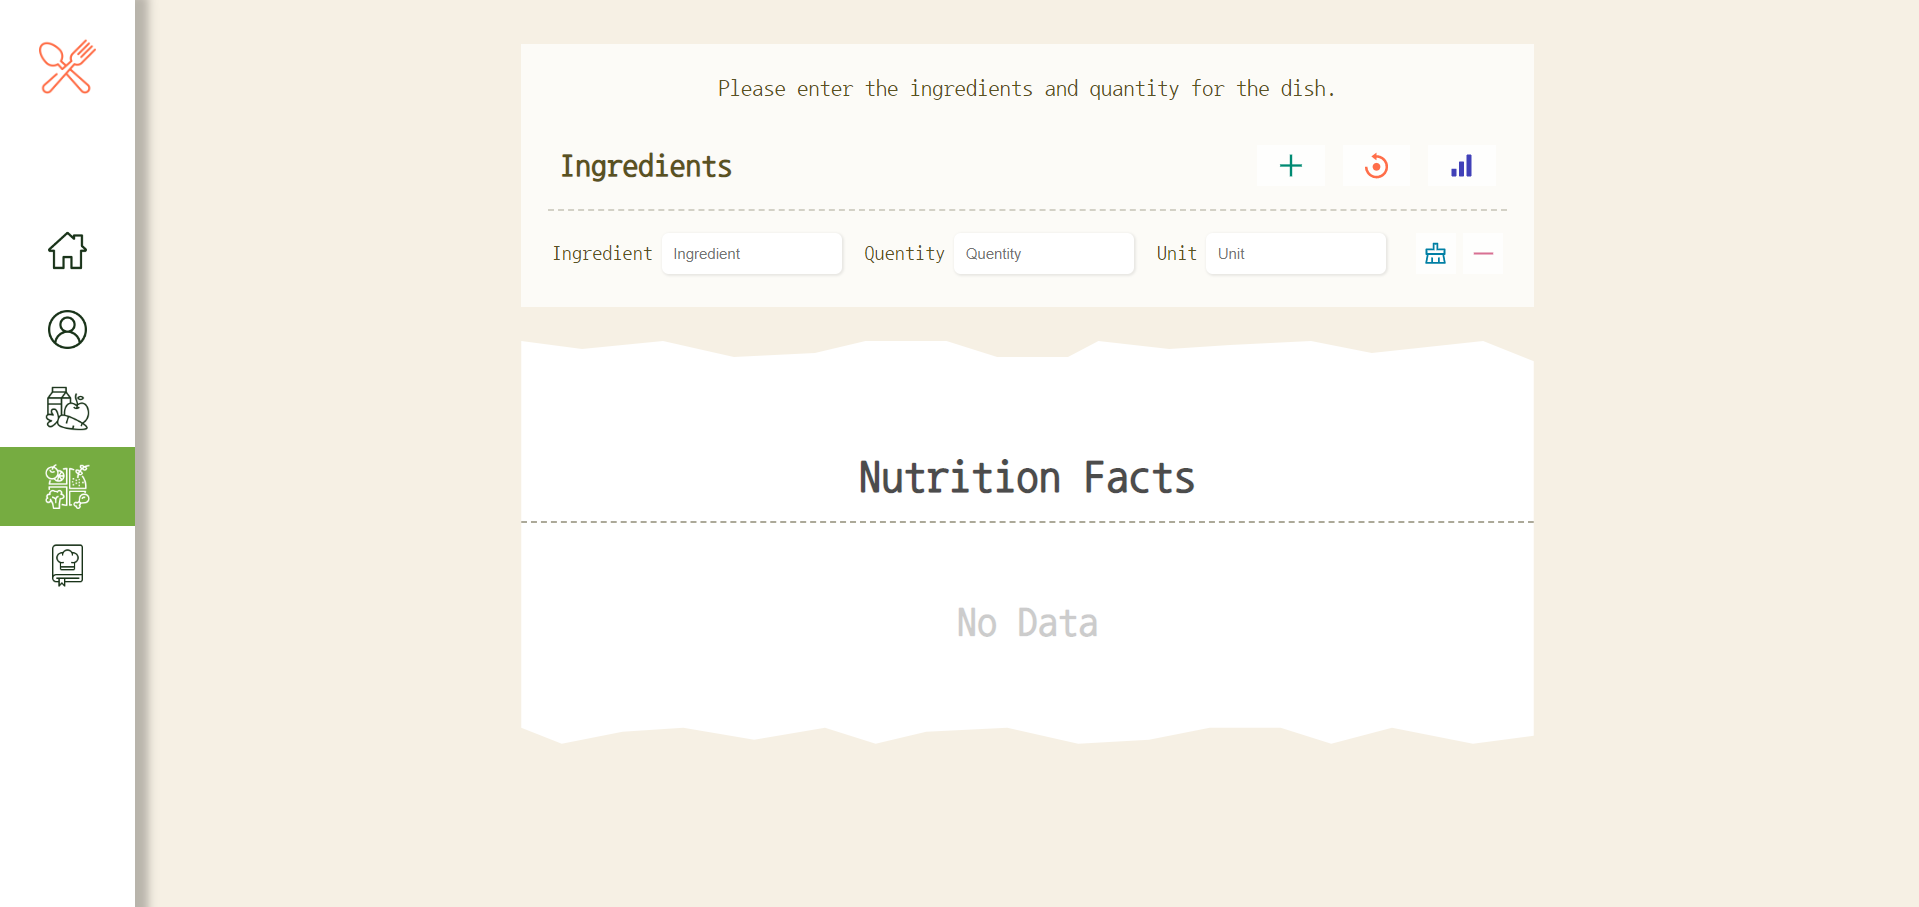 Please enter the ingredients and quantity for the dish.
Ingredients
Ingredient Ingredient Quentity Quentity Unit Unit
Nutrition Facts
No Data